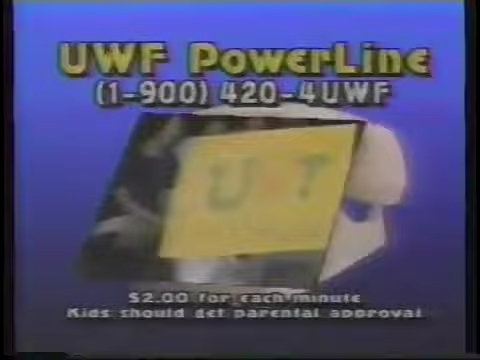 UWF PowerLine
(1-900) 420-4UWF
$2.00 for each minute
Kids should get parental approval